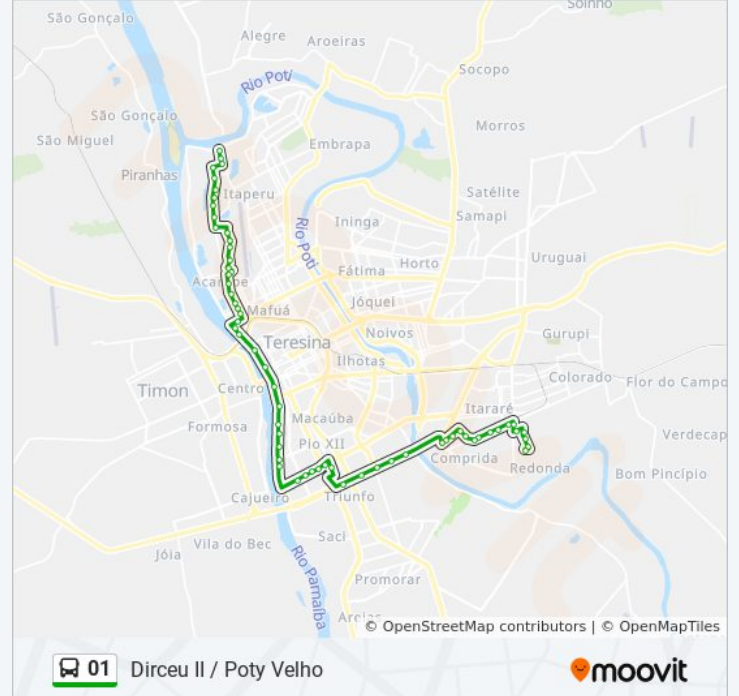 São Gonçalo
Soinho
Alegre
Aroeiras
Rio Poti
Socopo
São Gonçalo
São Miguel
Embrapa
Morros
Piranhas
Itaperu
Satélite
Samapi
Rio Poti
Ininga
Uruguai
Fátima
Horto
Mafuá
Jóquei
Teresina
Noivos
Gurupi
Ilhotas
Colorado
Flor do Campo
Timon
Centro
Itararé
Formosa
Macaúba
Pio XII
Verdecap
Comprida
Redonda
Bom Pincípio
Cajueiro
Triunfo
Saci
Vila do Bec
Jóia
Rio Parnaíba
Promorar
© OpenStreetMap contributors | © OpenMapTiles
01 Dirceu II / Poty Velho
moovit